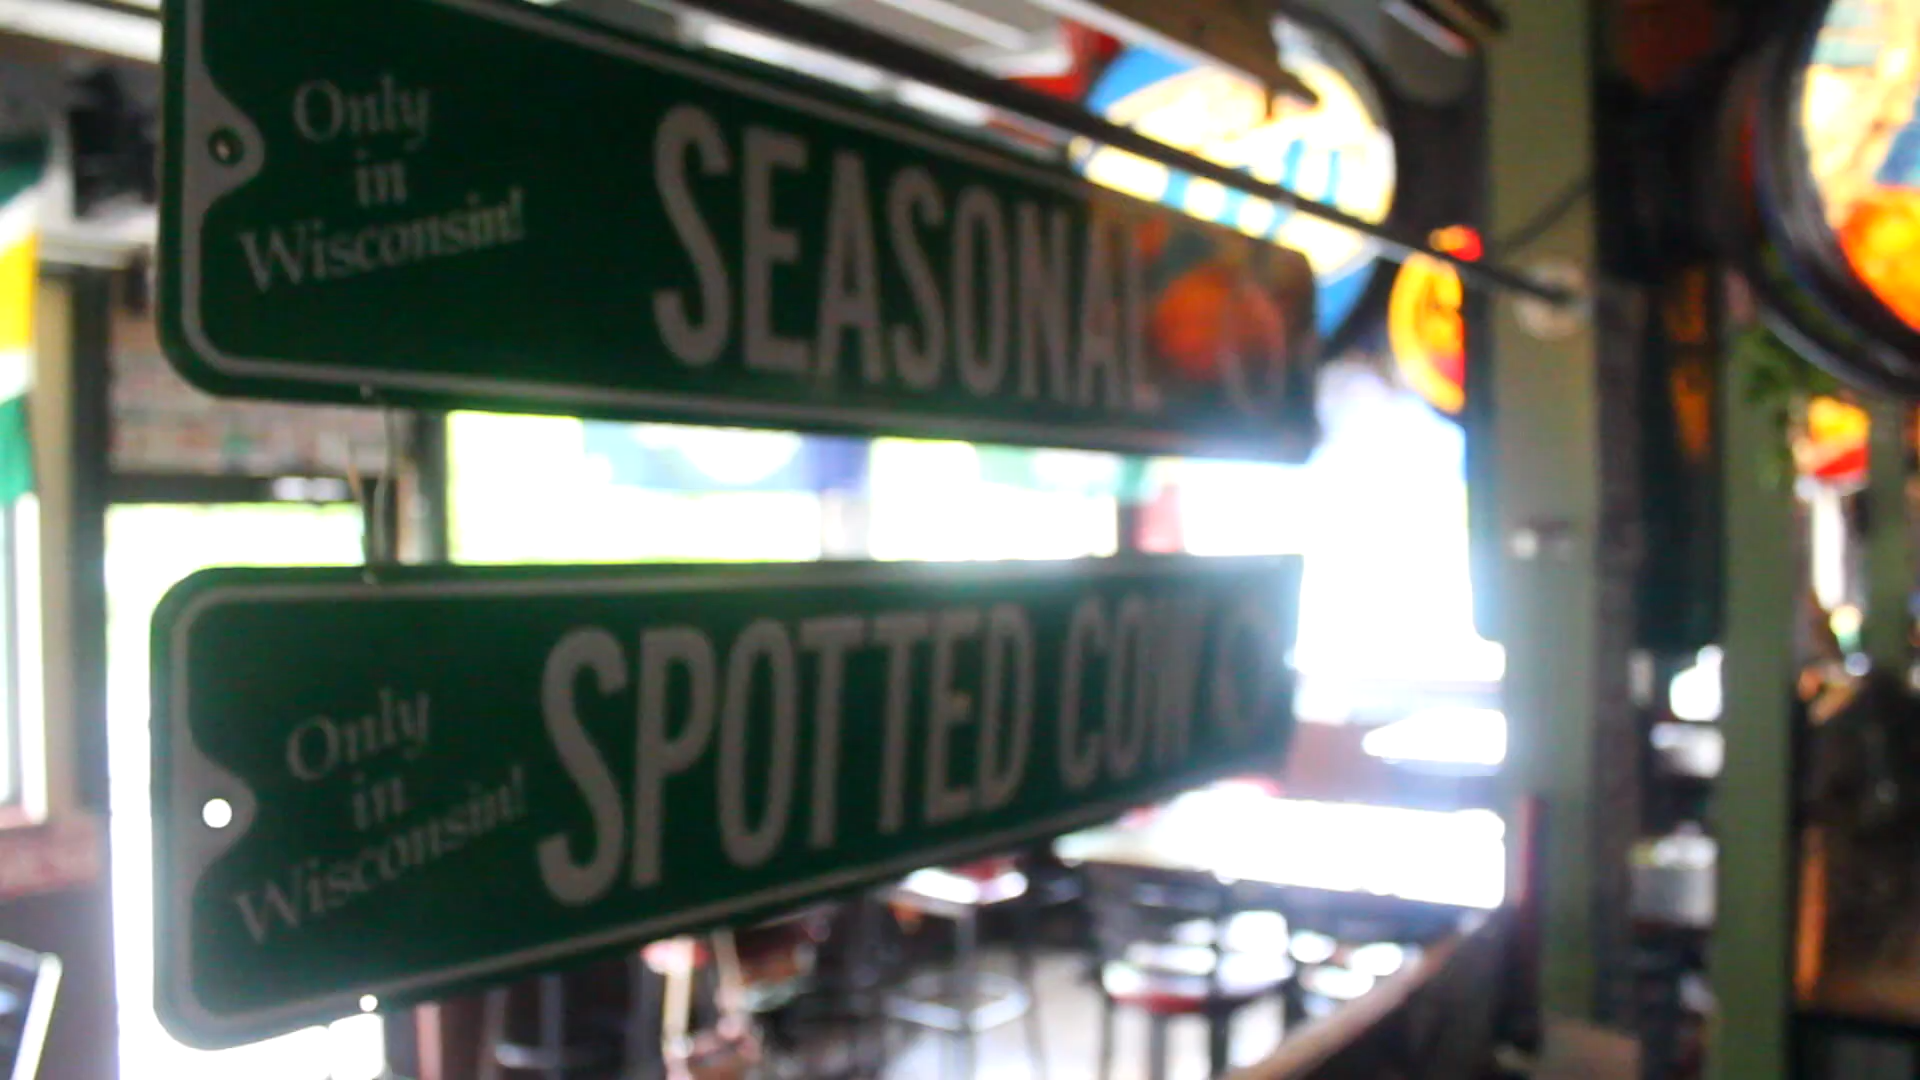 Only
in
Wisconsin!
SEASONAL
Only
in
Wisconsin!
SPOTTED COW